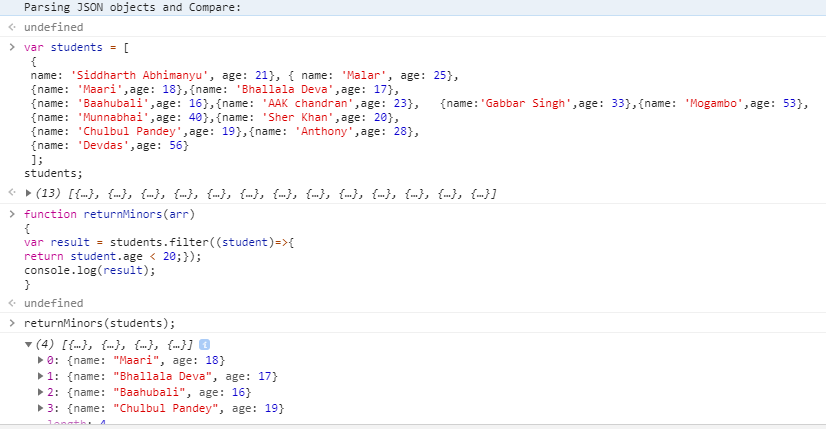 Parsing JSON objects and Compare:
undefined
var students = [
{
name: 'Siddharth Abhimanyu', age: 21}, { name: 'Malar', age: 25},
{name: 'Maari',age: 18},{name: 'Bhallala Deva',age: 17},
{name: 'Baahubali',age: 16},{name: 'AAK chandran',age: 23},   {name:'Gabbar Singh',age: 33},{name: 'Mogambo',age: 53},
{name: 'Munnabhai',age: 40},{name: 'Sher Khan',age: 20},
{name: 'Chulbul Pandey',age: 19},{name: 'Anthony',age: 28},
{name: 'Devdas',age: 56}
];
students;
(13) [{…}, {…}, {…}, {…}, {…}, {…}, {…}, {…}, {…}, {…}, {…}, {…}, {…}]
function returnMinors(arr)
{
var result = students.filter((student)=>{
return student.age < 20;});
console.log(result);
}
undefined
returnMinors(students);
(4) [{…}, {…}, {…}, {…}] i
0: {name: "Maari", age: 18}
1: {name: "Bhallala Deva", age: 17}
2: {name: "Baahubali", age: 16}
3: {name: "Chulbul Pandey", age: 19}
length: 4